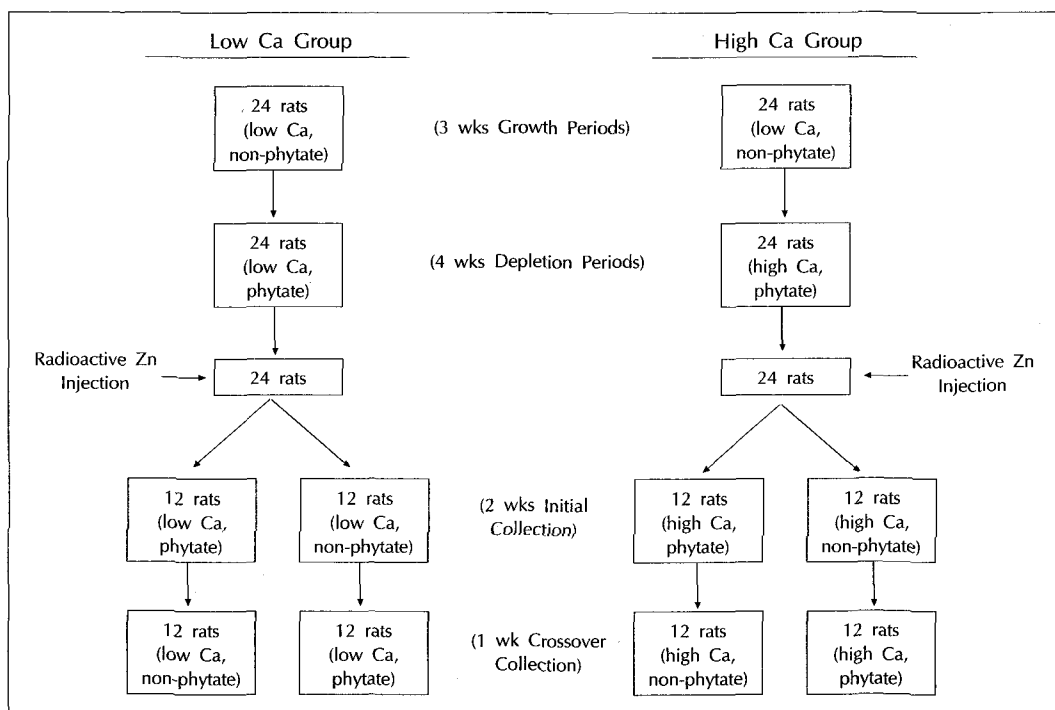 Low Ca Group
High Ca Group
24 rats
(low Ca,
non-phytate)
(3 wks Growth Periods)
24 rats
(low Ca,
non-phytate)
24 rats
(low Ca,
phytate)
(4 wks Depletion Periods)
24 rats
(high Ca,
phytate)
Radioactive Zn
Injection
24 rats
24 rats
Radioactive Zn
Injection
12 rats
(low Ca,
phytate)
12 rats
(low Ca,
non-phytate)
(2 wks Initial
Collection)
12 rats
(high Ca,
phytate)
12 rats
(high Ca,
non-phytate)
12 rats
(low Ca,
non-phytate)
12 rats
(low Ca,
phytate)
(1 wk Crossover
Collection)
12 rats
(high Ca,
non-phytate)
12 rats
(high Ca,
phytate)